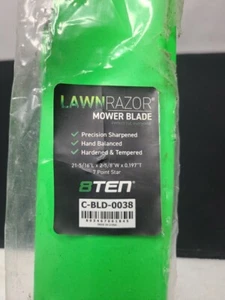 LAWNRAZOR®
MOWER BLADE
✓ Precision Sharpened
✓ Hand Balanced
✓ Hardened & Tempered
21-5/16"L x 2-1/8"W x 0.197"T
7 Point Star
8TEN
C-BLD-0038